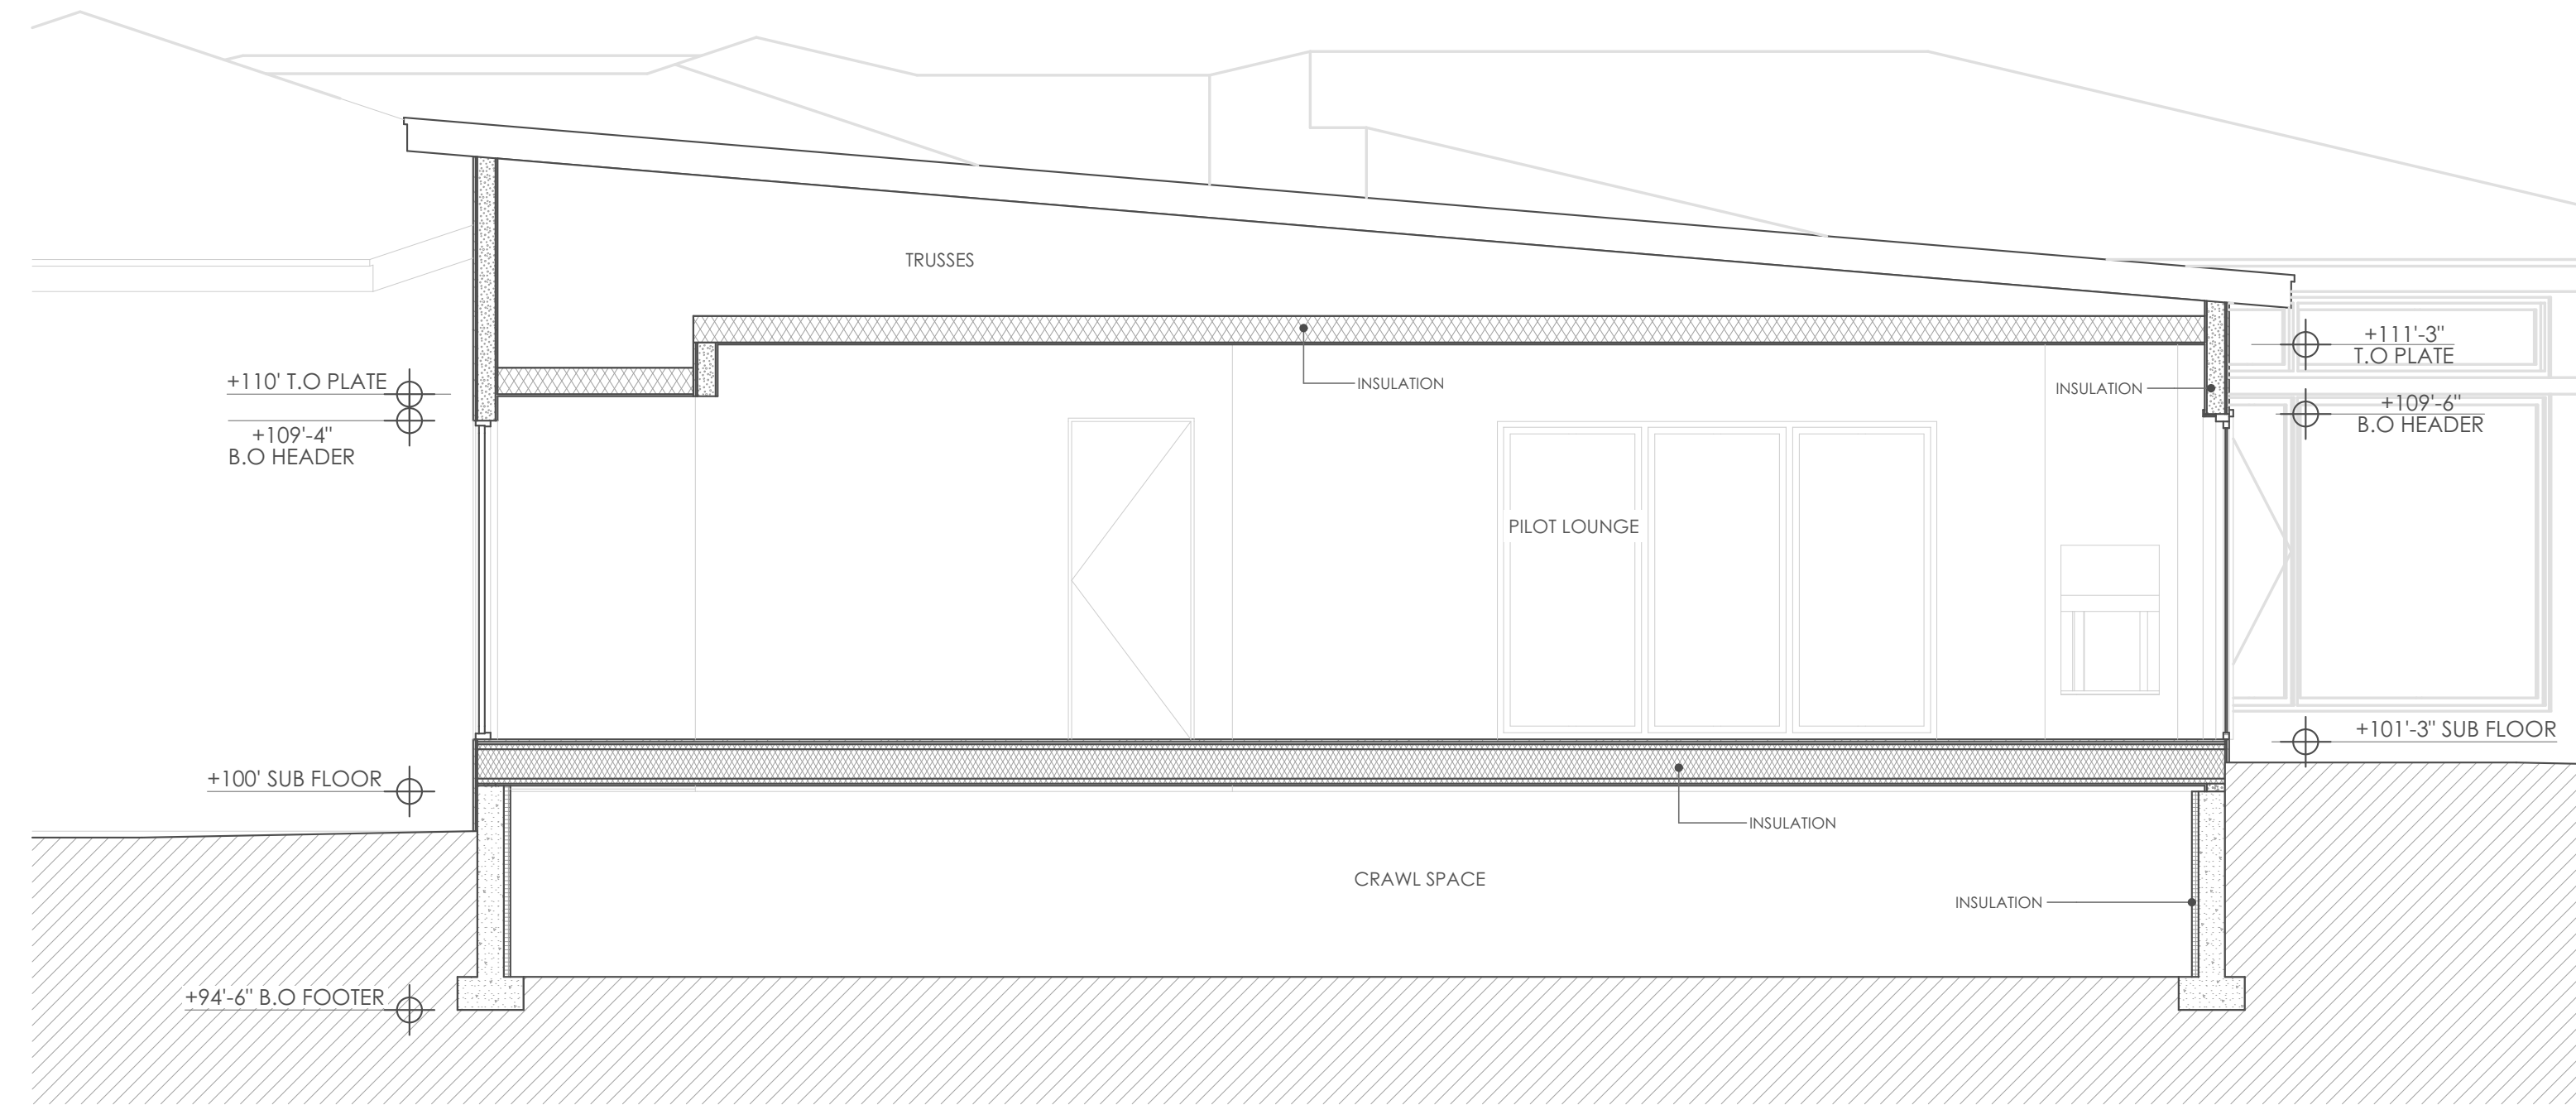 TRUSSES
+111'-3"
T.O PLATE
+110' T.O PLATE
INSULATION
INSULATION
+109'-6"
B.O HEADER
+109'-4"
B.O HEADER
PILOT LOUNGE
+101'-3" SUB FLOOR
+100' SUB FLOOR
INSULATION
CRAWL SPACE
INSULATION
+94'-6" B.O FOOTER